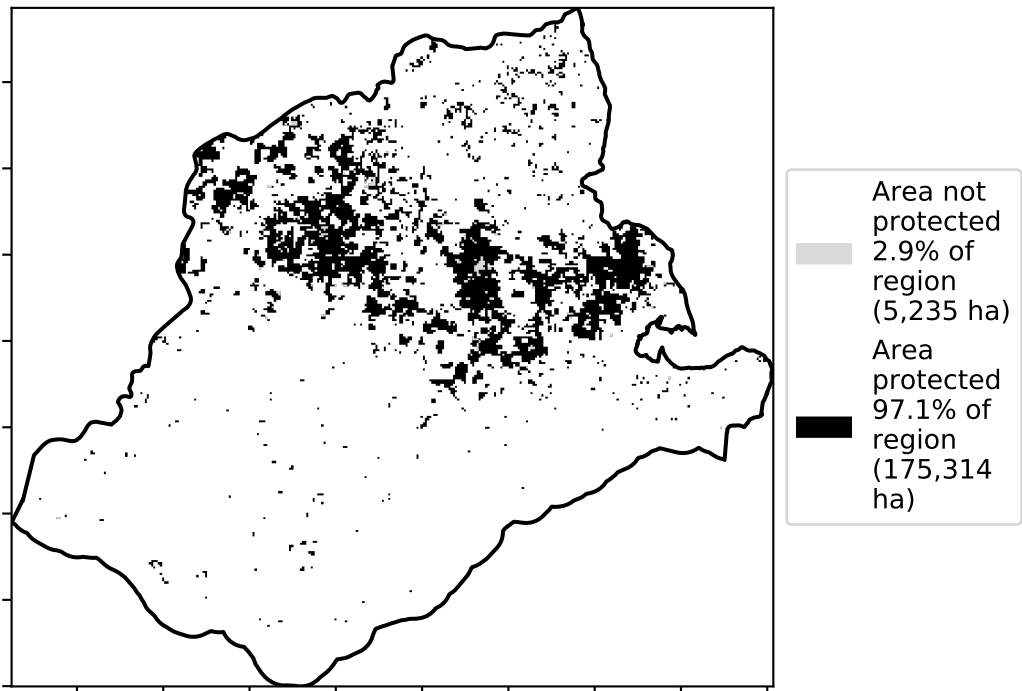 Area not
protected
2.9% of
region
(5,235 ha)
Area
protected
97.1% of
region
(175,314
ha)